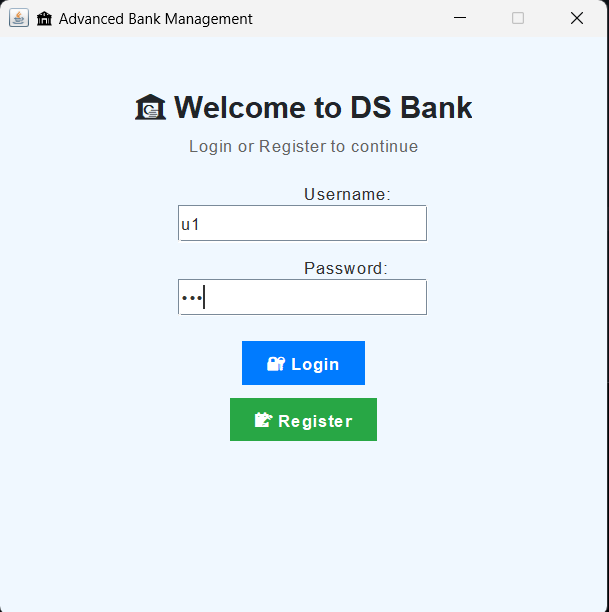 Advanced Bank Management
Welcome to DS Bank
Login or Register to continue
Username:
u1
Password:
•••
Login
Register